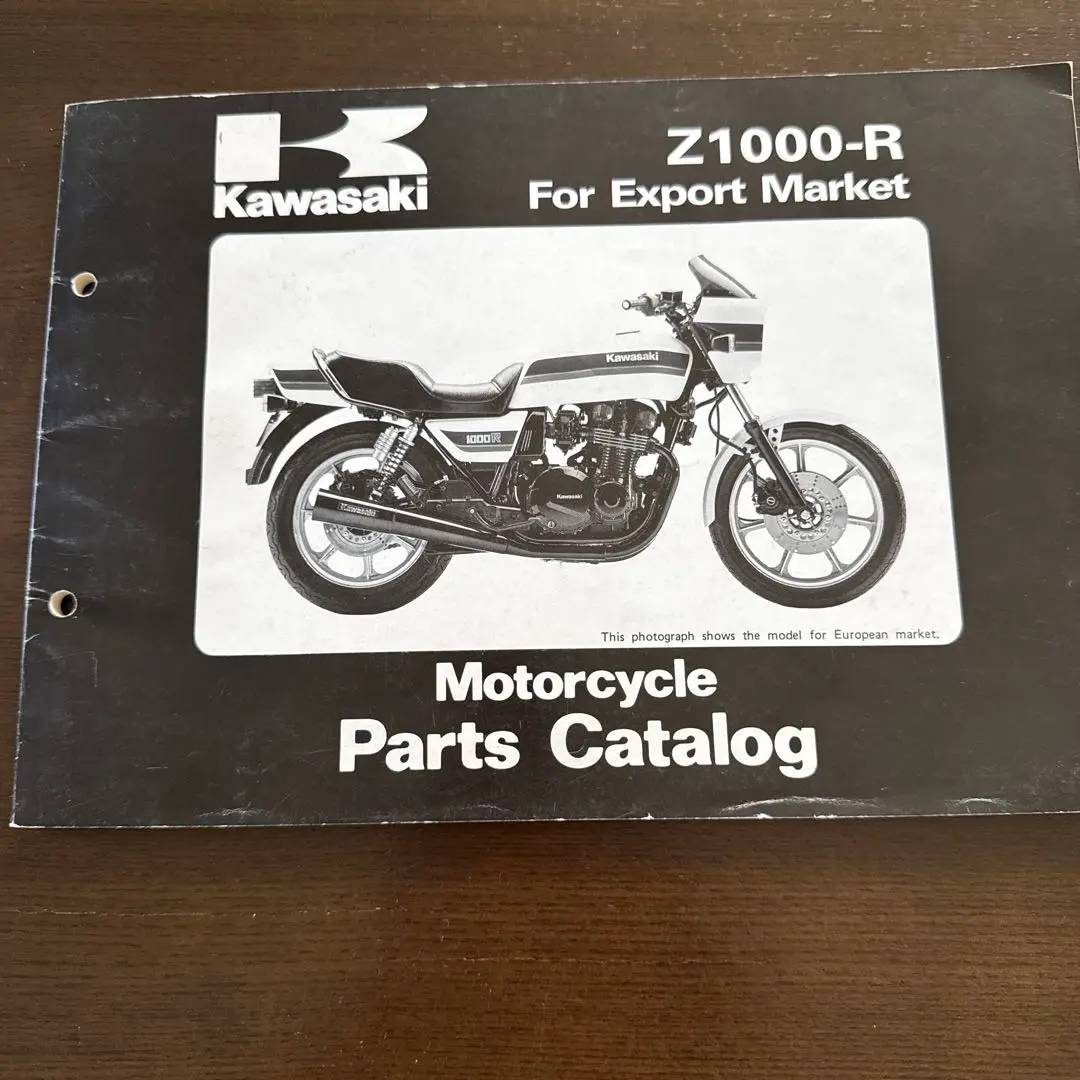 Kawasaki
Z1000-R
For Export Market
Kawasaki
1000R
Kawasaki
Kawasaki
This photograph shows the model for European market.
Motorcycle
Parts Catalog